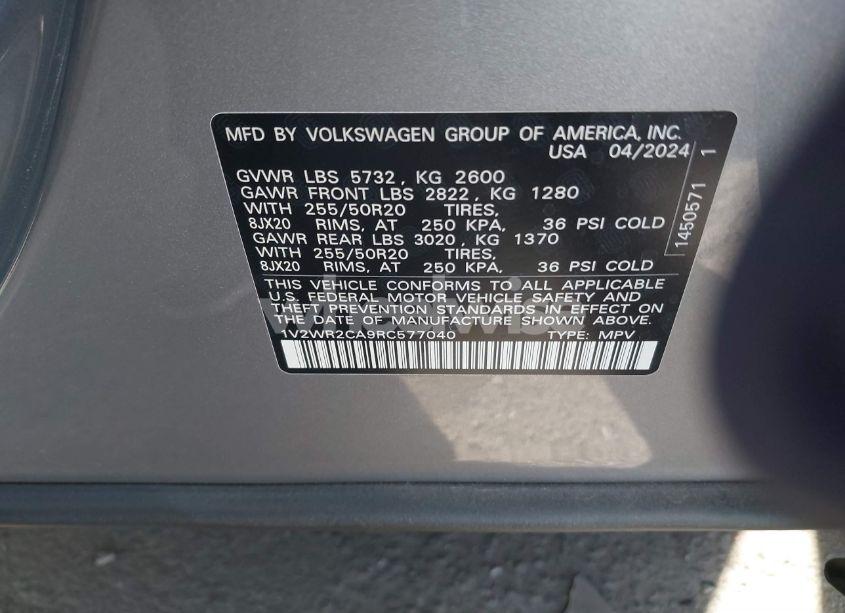 MFD BY VOLKSWAGEN GROUP OF AMERICA, INC.
USA 04/2024
GVWR LBS 5732, KG 2600
GAWR FRONT LBS 2822, KG 1280
WITH 255/50R20 TIRES,
8JX20 RIMS, AT 250 KPA, 36 PSI COLD
GAWR REAR LBS 3020, KG 1370
WITH 255/50R20 TIRES,
8JX20 RIMS, AT 250 KPA, 36 PSI COLD
THIS VEHICLE CONFORMS TO ALL APPLICABLE
U.S. FEDERAL MOTOR VEHICLE SAFETY AND
THEFT PREVENTION STANDARDS IN EFFECT ON
THE DATE OF MANUFACTURE SHOWN ABOVE.
1V2WR2CA9RC577040 TYPE: MPV
1450571 1